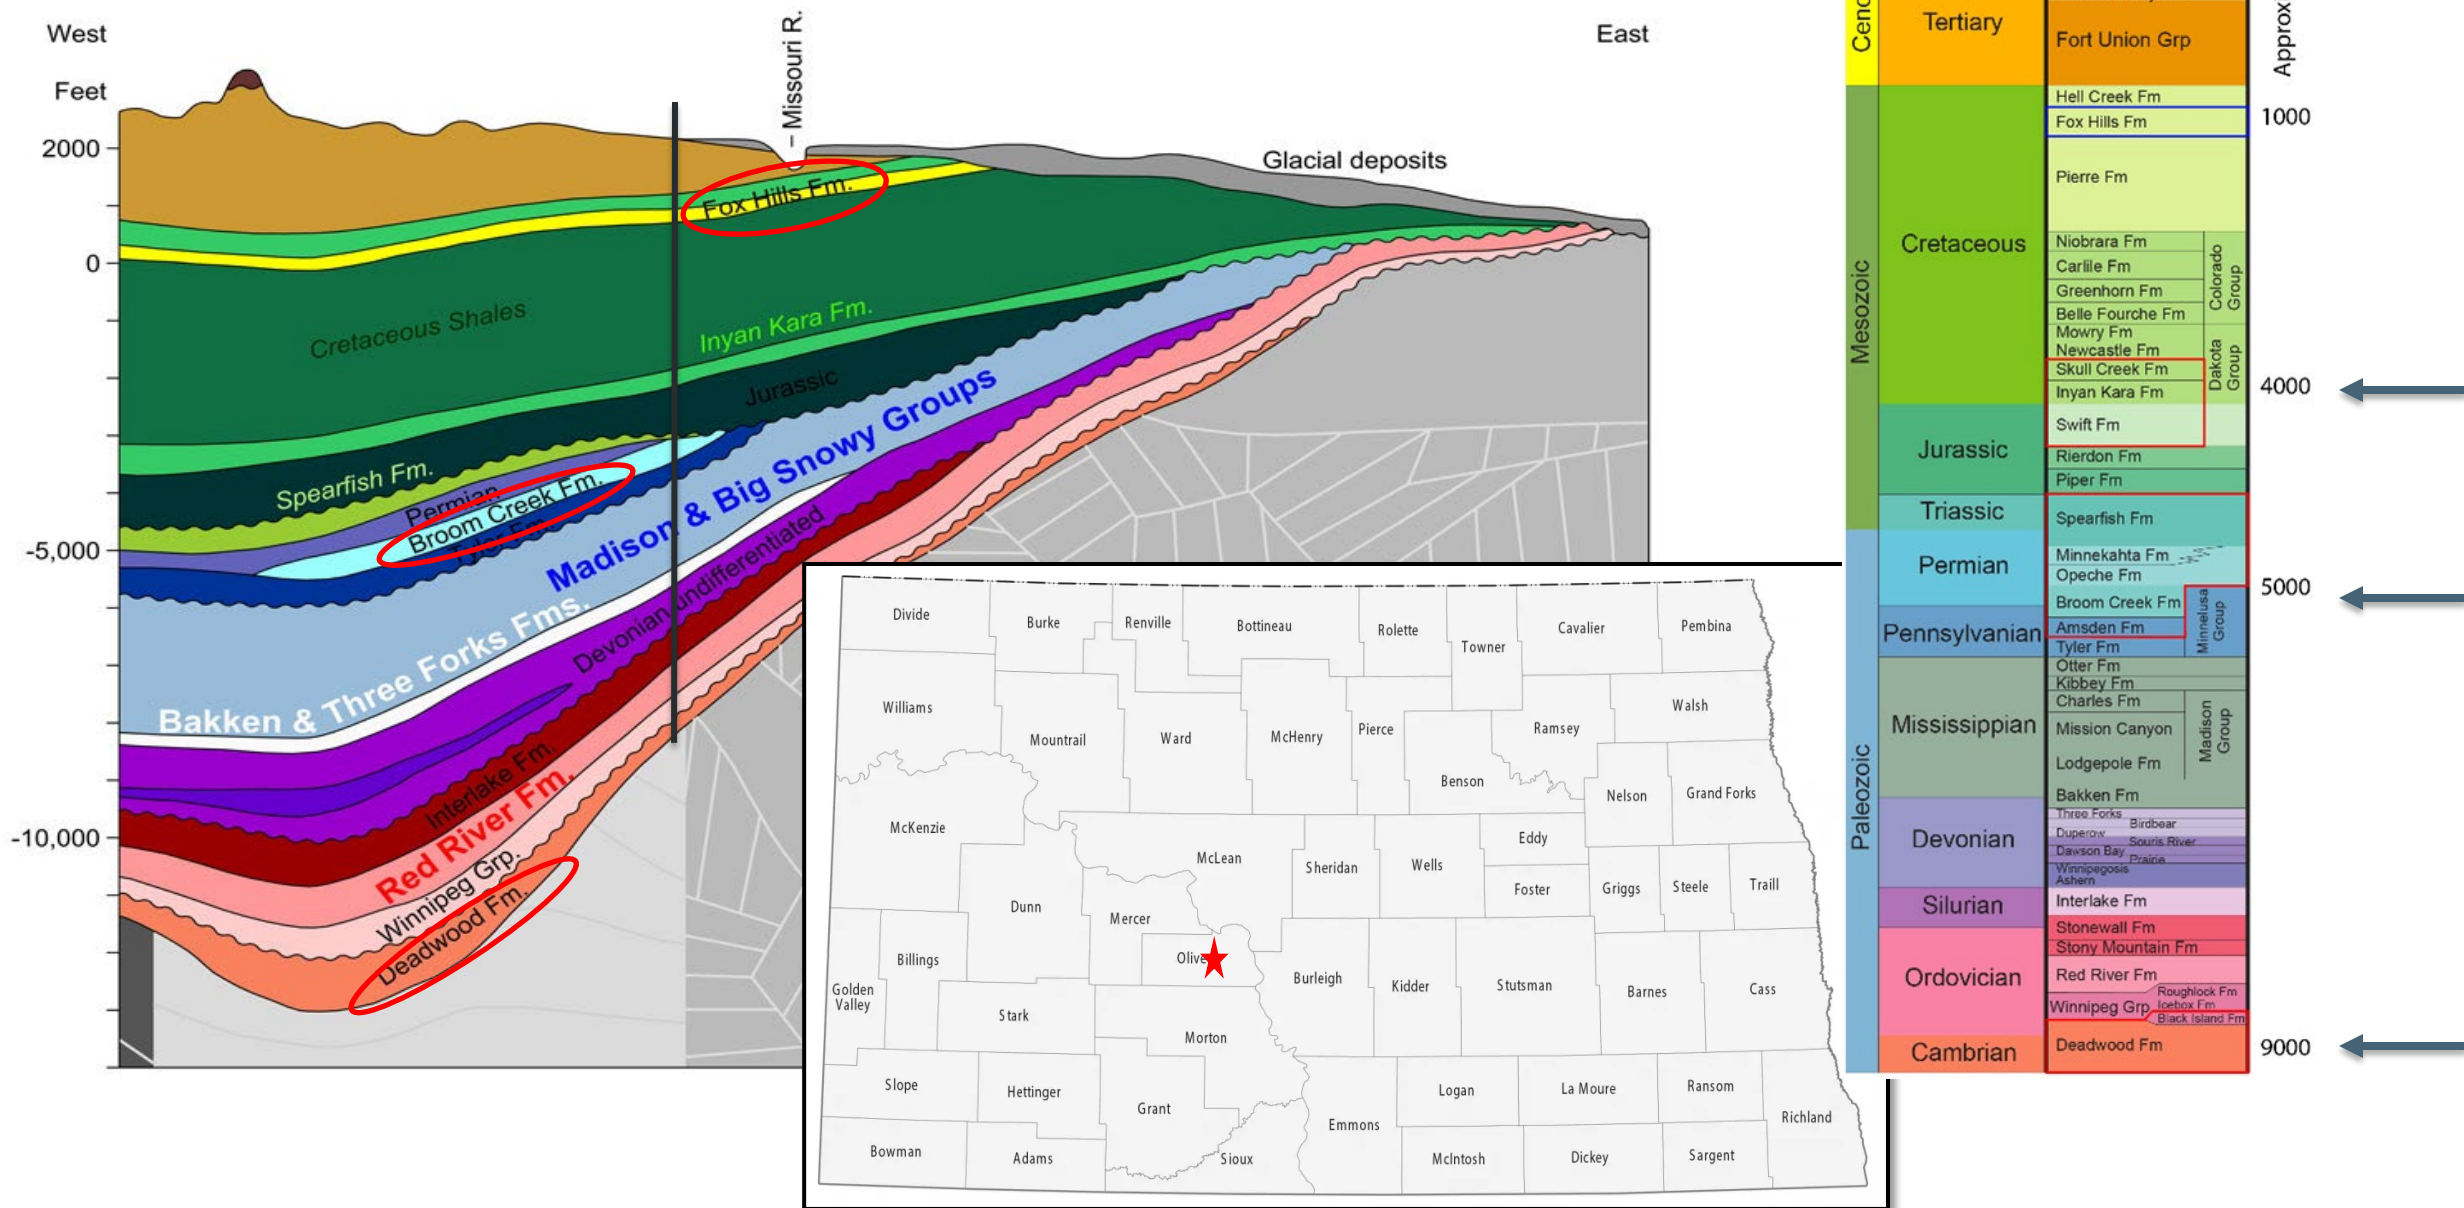 West
East
Feet
2000
0
-5,000
-10,000
– Missouri R.
Glacial deposits
Fox Hills Fm.
Cretaceous Shales
Inyan Kara Fm.
Jurassic
Spearfish Fm.
Permian
Broom Creek Fm.
Tyler Fm.
Madison & Big Snowy Groups
Bakken & Three Forks Fms.
Devonian undifferentiated
Interlake Fm.
Red River Fm.
Winnipeg Grp.
Deadwood Fm.
Divide
Burke
Renville
Bottineau
Rolette
Towner
Cavalier
Pembina
Williams
Mountrail
Ward
McHenry
Pierce
Benson
Ramsey
Walsh
Nelson
Grand Forks
McKenzie
Dunn
McLean
Mercer
Sheridan
Wells
Eddy
Foster
Griggs
Steele
Traill
Golden
Valley
Billings
Stark
Olive
Burleigh
Kidder
Stutsman
Barnes
Cass
Morton
Slope
Hettinger
Grant
Logan
La Moure
Ransom
Richland
Bowman
Adams
Sioux
Emmons
McIntosh
Dickey
Sargent
Ceno
Mesozoic
Paleozoic
Tertiary
Cretaceous
Jurassic
Triassic
Permian
Pennsylvanian
Mississippian
Devonian
Silurian
Ordovician
Cambrian
Fort Union Grp
Hell Creek Fm
Fox Hills Fm
Pierre Fm
Niobrara Fm
Carlile Fm
Greenhorn Fm
Belle Fourche Fm
Mowry Fm
Newcastle Fm
Skull Creek Fm
Inyan Kara Fm
Swift Fm
Rierdon Fm
Piper Fm
Spearfish Fm
Minnekahta Fm
Opeche Fm
Broom Creek Fm
Amsden Fm
Tyler Fm
Otter Fm
Kibbey Fm
Charles Fm
Mission Canyon
Lodgepole Fm
Bakken Fm
Three Forks
Birdbear
Duperow
Souris River
Dawson Bay
Prairie
Winnipegosis
Ashern
Interlake Fm
Stonewall Fm
Stony Mountain Fm
Red River Fm
Roughlock Fm
Winnipeg Grp
Icebox Fm
Black Island Fm
Deadwood Fm
Colorado
Group
Dakota
Group
Minnelusa
Group
Madison
Group
Approx
1000
4000
5000
9000